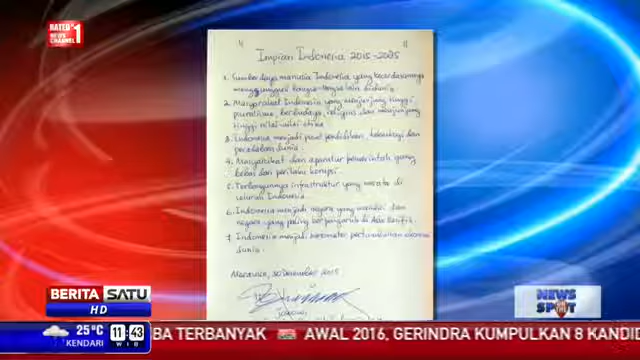 RATED
NEWS
CHANNEL
#1
Impian Indonesia 2015-2085
1. Sumber daya manusia Indonesia yang kecerdasannya
mengungguli bangsa-bangsa lain di dunia
2. Masyarakat Indonesia yang menjunjung tinggi
pluralisme, berbudaya, religius dan menjunjung
tinggi nilai-nilai etika
3. Indonesia menjadi pusat pendidikan, teknologi dan
peradaban dunia
4. Masyarakat dan aparatur pemerintah yang
bebas dari perilaku korupsi
5. Terbangunnya infrastruktur yang merata di
seluruh Indonesia
6. Indonesia menjadi negara yang mandiri dan
negara yang paling berpengaruh di Asia Pasifik
7. Indonesia menjadi barometer pertumbuhan ekonomi
dunia
Merauke, 30 Desember 2015
Jokowi
BERITA SATU
HD
NEWS
SPOT
25°C
KENDARI
11:43
WIB
BA TERBANYAK
AWAL 2016, GERINDRA KUMPULKAN 8 KANDID